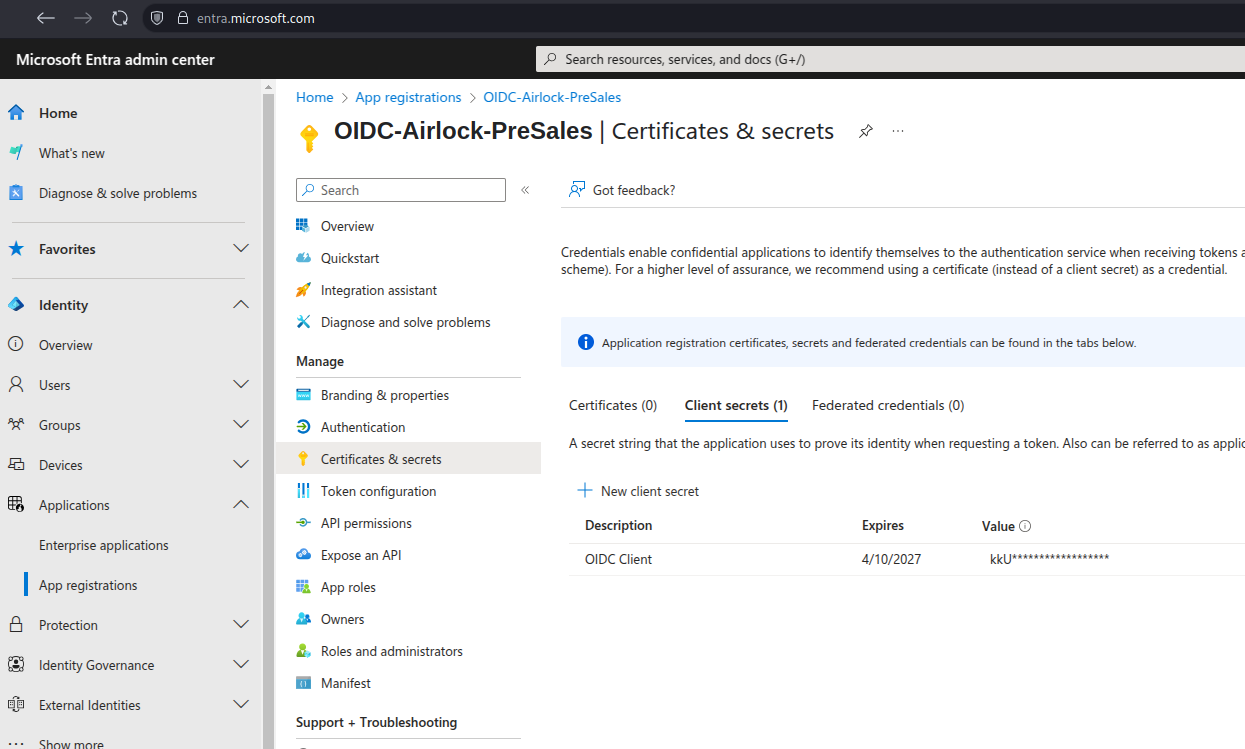 entra.microsoft.com
Microsoft Entra admin center
Search resources, services, and docs (G+/)
Home
What's new
Diagnose & solve problems
Favorites
Identity
Overview
Users
Groups
Devices
Applications
Enterprise applications
App registrations
Protection
Identity Governance
External Identities
Show more
Home > App registrations > OIDC-Airlock-PreSales
OIDC-Airlock-PreSales | Certificates & secrets
Search
Overview
Quickstart
Integration assistant
Diagnose and solve problems
Manage
Branding & properties
Authentication
Certificates & secrets
Token configuration
API permissions
Expose an API
App roles
Owners
Roles and administrators
Manifest
Support + Troubleshooting
Got feedback?
Credentials enable confidential applications to identify themselves to the authentication service when receiving tokens a
scheme). For a higher level of assurance, we recommend using a certificate (instead of a client secret) as a credential.
Application registration certificates, secrets and federated credentials can be found in the tabs below.
Certificates (0) Client secrets (1) Federated credentials (0)
A secret string that the application uses to prove its identity when requesting a token. Also can be referred to as applic
New client secret
Description Expires Value
OIDC Client 4/10/2027 kkU******************